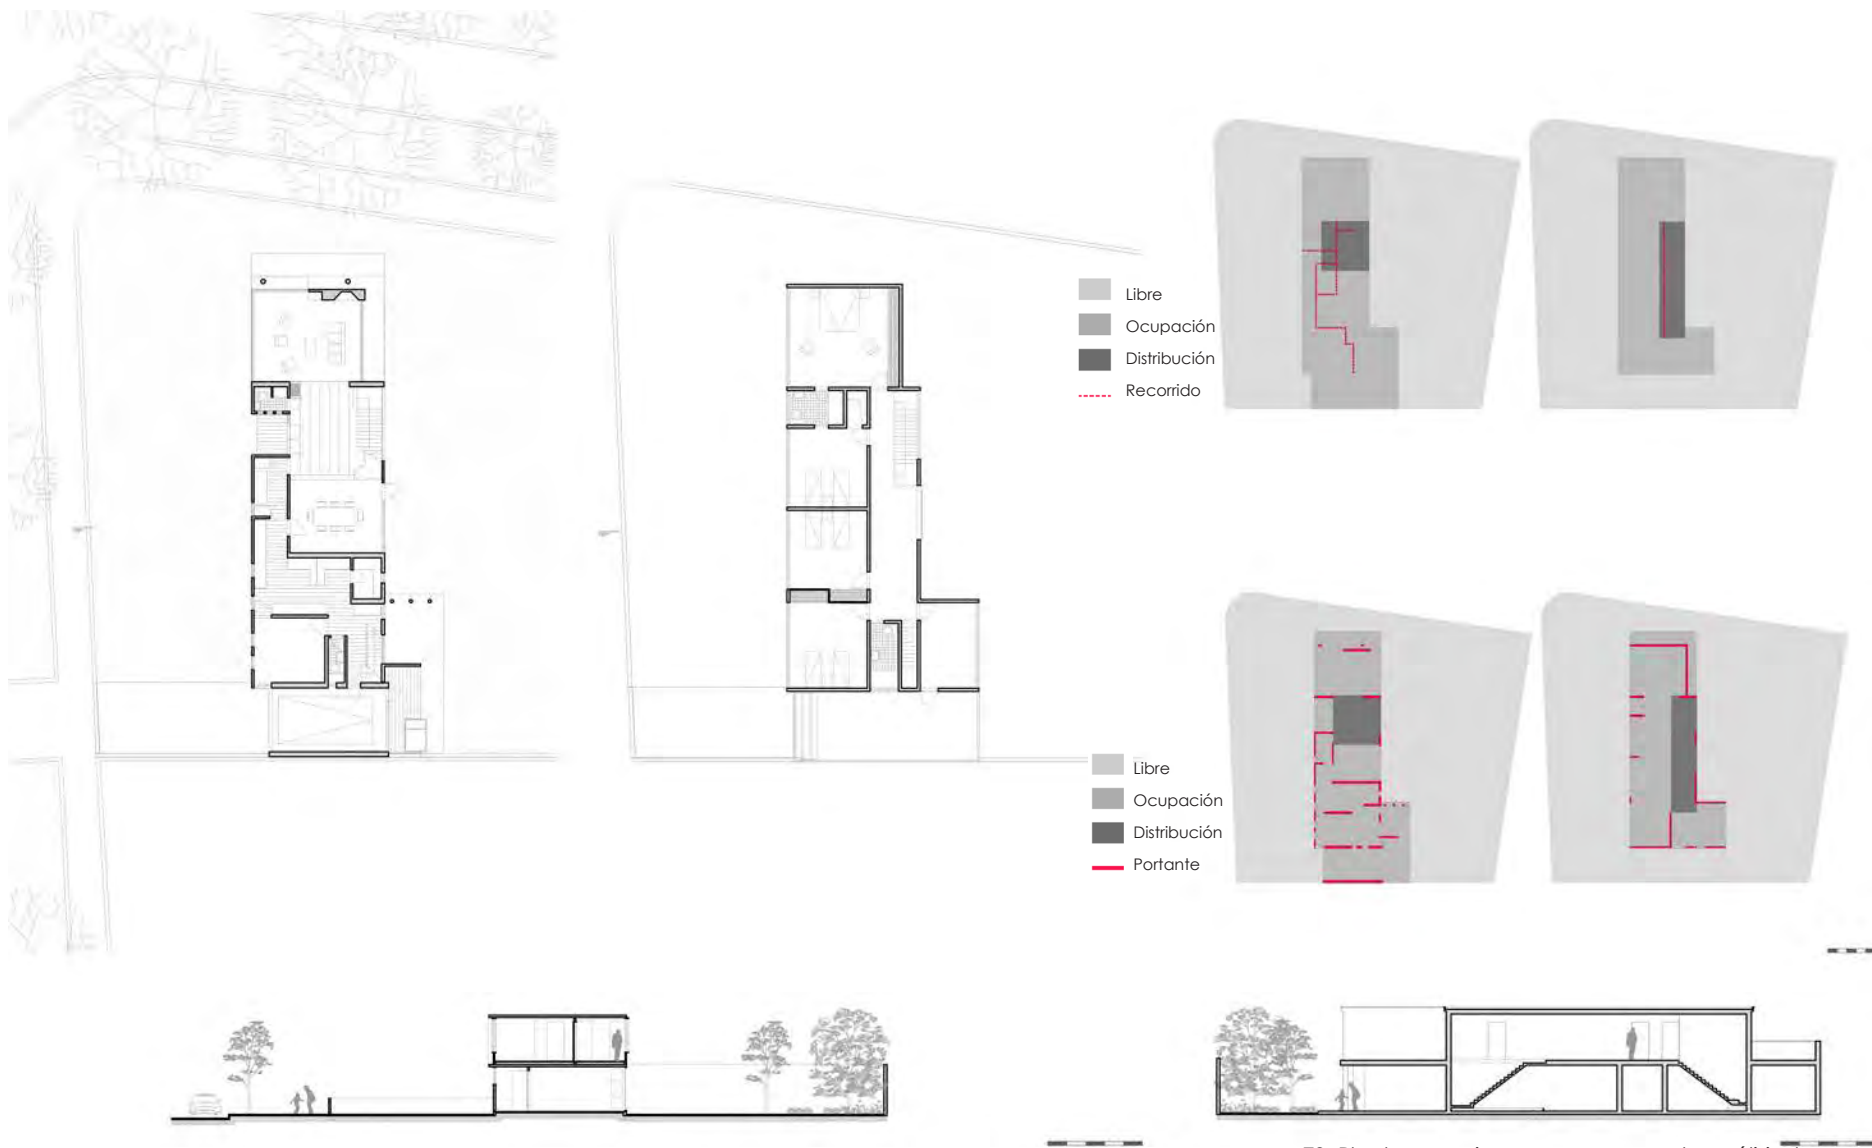 Libre
Ocupación
Distribución
Recorrido
Libre
Ocupación
Distribución
Portante